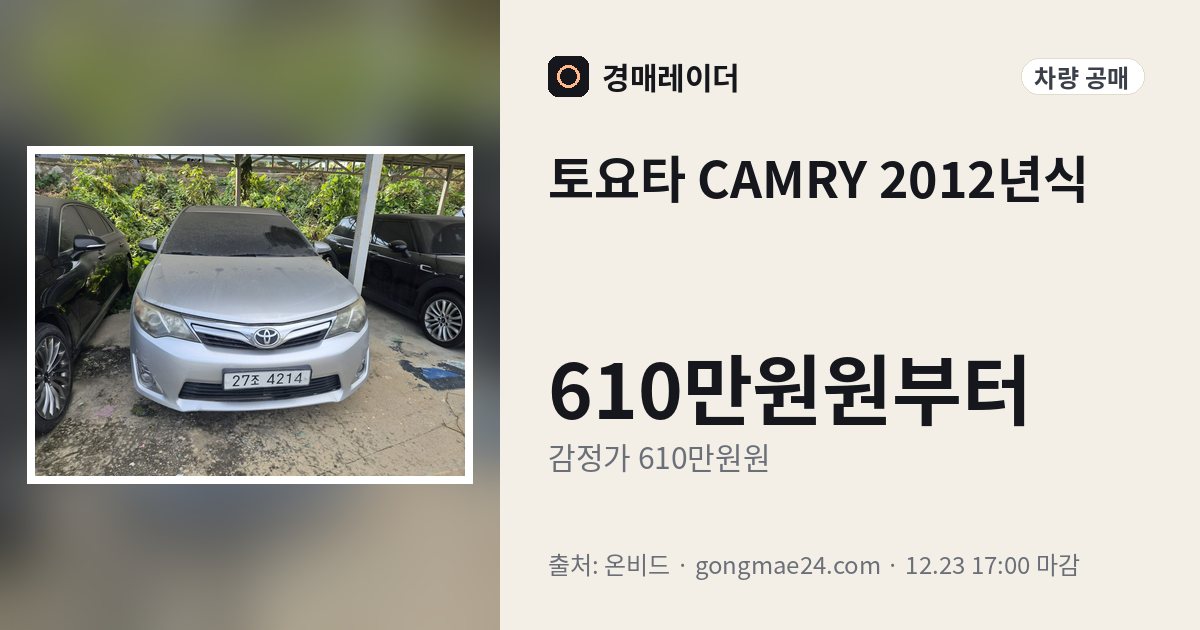 경매레이더
차량 공매
토요타 CAMRY 2012년식
27조 4214
610만원원부터
감정가 610만원원
출처: 온비드 · gongmae24.com · 12.23 17:00 마감